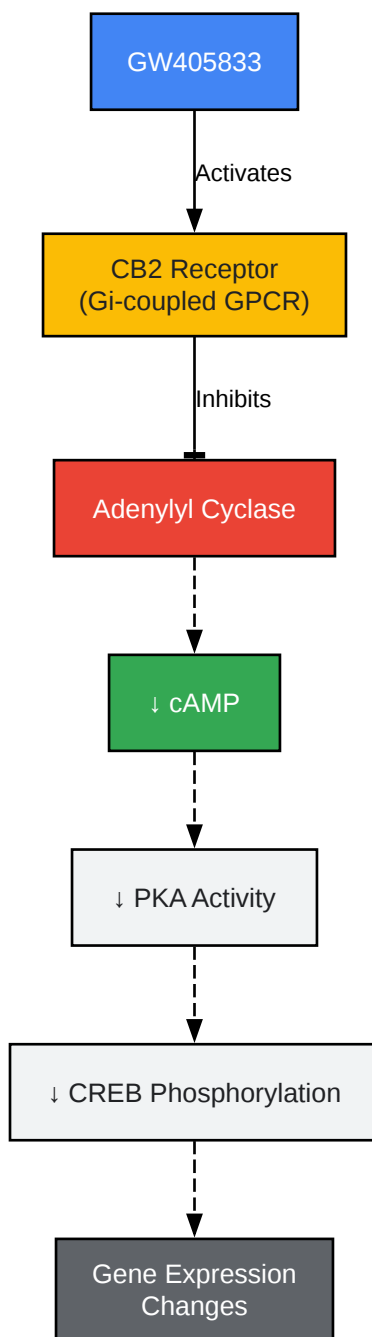 GW405833
Activates
CB2 Receptor
(Gi-coupled GPCR)
Inhibits
Adenylyl Cyclase
↓ cAMP
↓ PKA Activity
↓ CREB Phosphorylation
Gene Expression
Changes